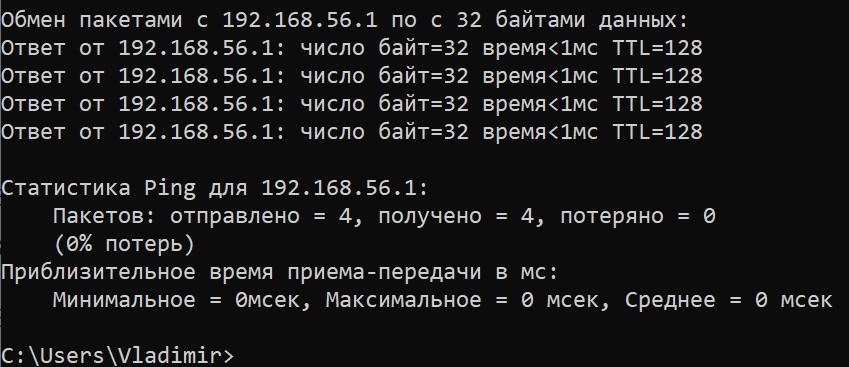 Обмен пакетами с 192.168.56.1 по с 32 байтами данных:
Ответ от 192.168.56.1: число байт=32 время<1мс TTL=128
Ответ от 192.168.56.1: число байт=32 время<1мс TTL=128
Ответ от 192.168.56.1: число байт=32 время<1мс TTL=128
Ответ от 192.168.56.1: число байт=32 время<1мс TTL=128
Статистика Ping для 192.168.56.1:
Пакетов: отправлено = 4, получено = 4, потеряно = 0
(0% потерь)
Приблизительное время приема-передачи в мс:
Минимальное = 0мсек, Максимальное = 0 мсек, Среднее = 0 мсек
C:\Users\Vladimir>